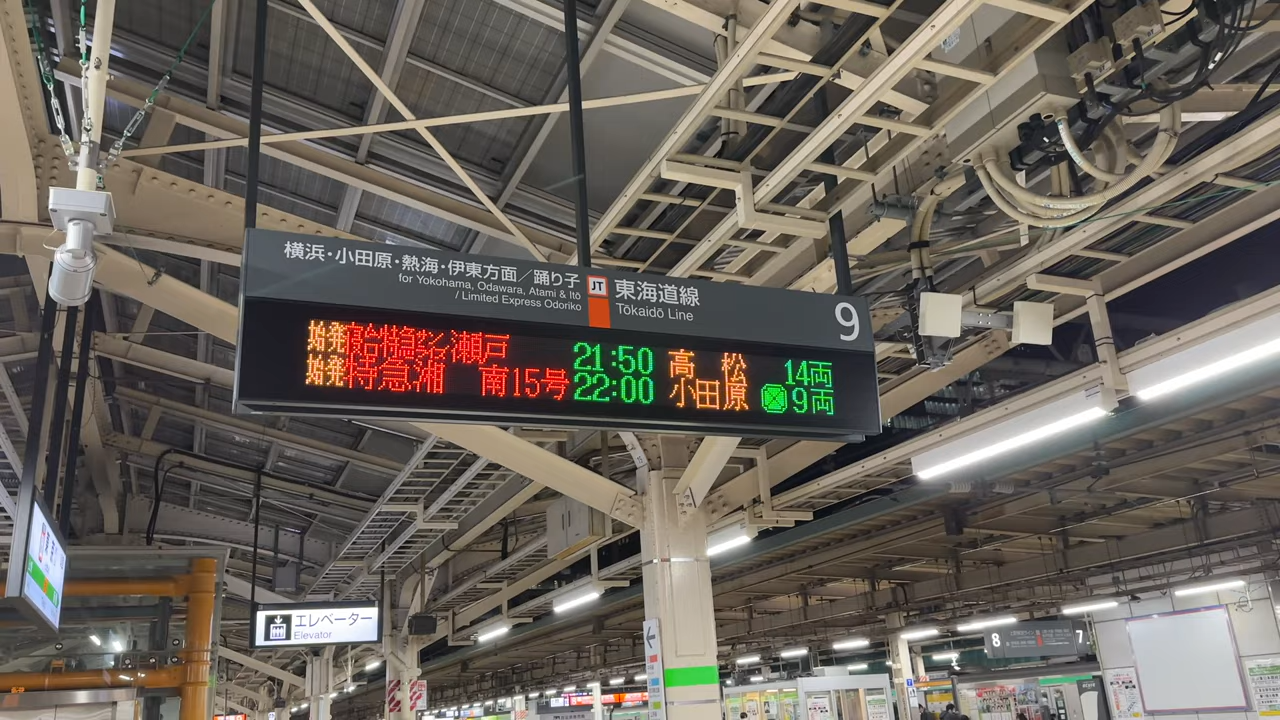 横浜・小田原・熱海・伊東方面／踊り子
for Yokohama, Odawara, Atami & Itō
/ Limited Express Odoriko
JT 東海道線
Tōkaidō Line
9
始発 瀬戸 21:50 高松 14両
始発 特急湘南15号 22:00 小田原 9両
エレベーター
Elevator
8
7